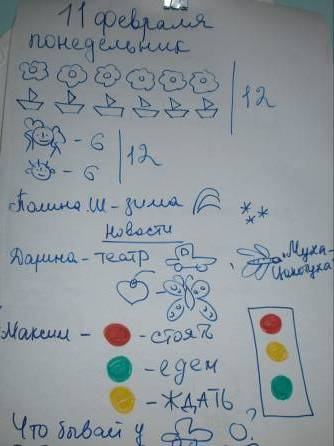 11 февраля
понедельник
12
- 6
- 6
12
Полина Ш - зима
Новости
Дарина - театр
"Муха-
Цокотуха"
Максим - - стоять
- едем
- ЖДАТЬ
Что бывает у ?